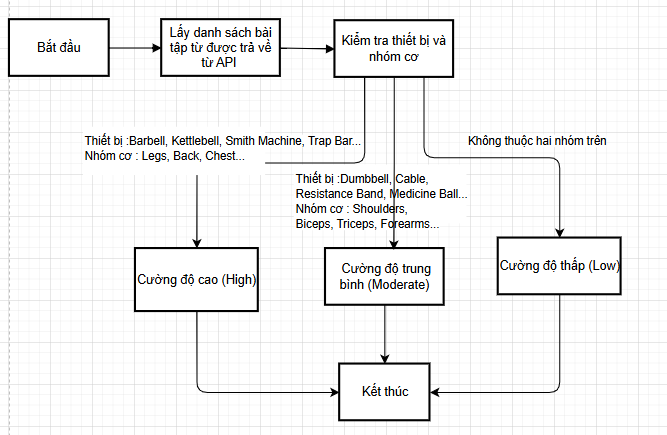 Bắt đầu
Lấy danh sách bài
tập từ được trả về
từ API
Kiểm tra thiết bị và
nhóm cơ
Thiết bị :Barbell, Kettlebell, Smith Machine, Trap Bar...
Nhóm cơ : Legs, Back, Chest...
Thiết bị :Dumbbell, Cable,
Resistance Band, Medicine Ball...
Nhóm cơ : Shoulders,
Biceps, Triceps, Forearms...
Không thuộc hai nhóm trên
Cường độ cao (High)
Cường độ trung
bình (Moderate)
Cường độ thấp (Low)
Kết thúc